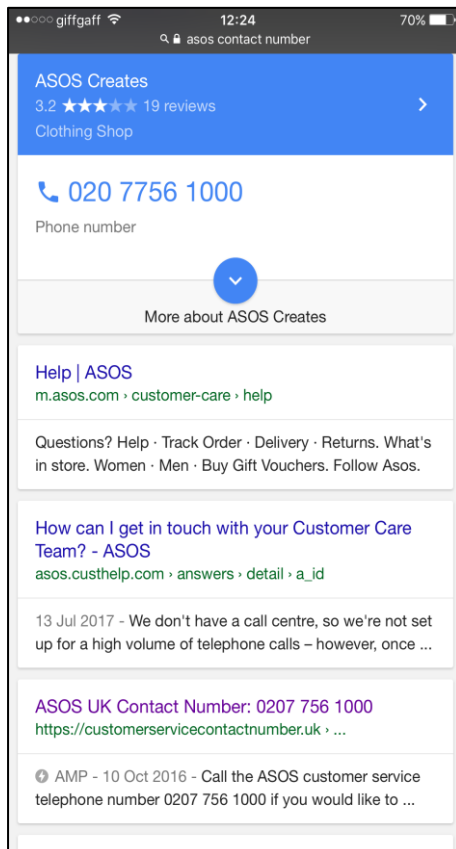 giffgaff 12:24 70%
asos contact number
ASOS Creates
3.2 ★★★★★ 19 reviews
Clothing Shop
020 7756 1000
Phone number
More about ASOS Creates
Help | ASOS
m.asos.com › customer-care › help
Questions? Help · Track Order · Delivery · Returns. What's
in store. Women · Men · Buy Gift Vouchers. Follow Asos.
How can I get in touch with your Customer Care
Team? - ASOS
asos.custhelp.com › answers › detail › a_id
13 Jul 2017 - We don't have a call centre, so we're not set
up for a high volume of telephone calls – however, once ...
ASOS UK Contact Number: 0207 756 1000
https://customerservicecontactnumber.uk › ...
AMP - 10 Oct 2016 - Call the ASOS customer service
telephone number 0207 756 1000 if you would like to ...